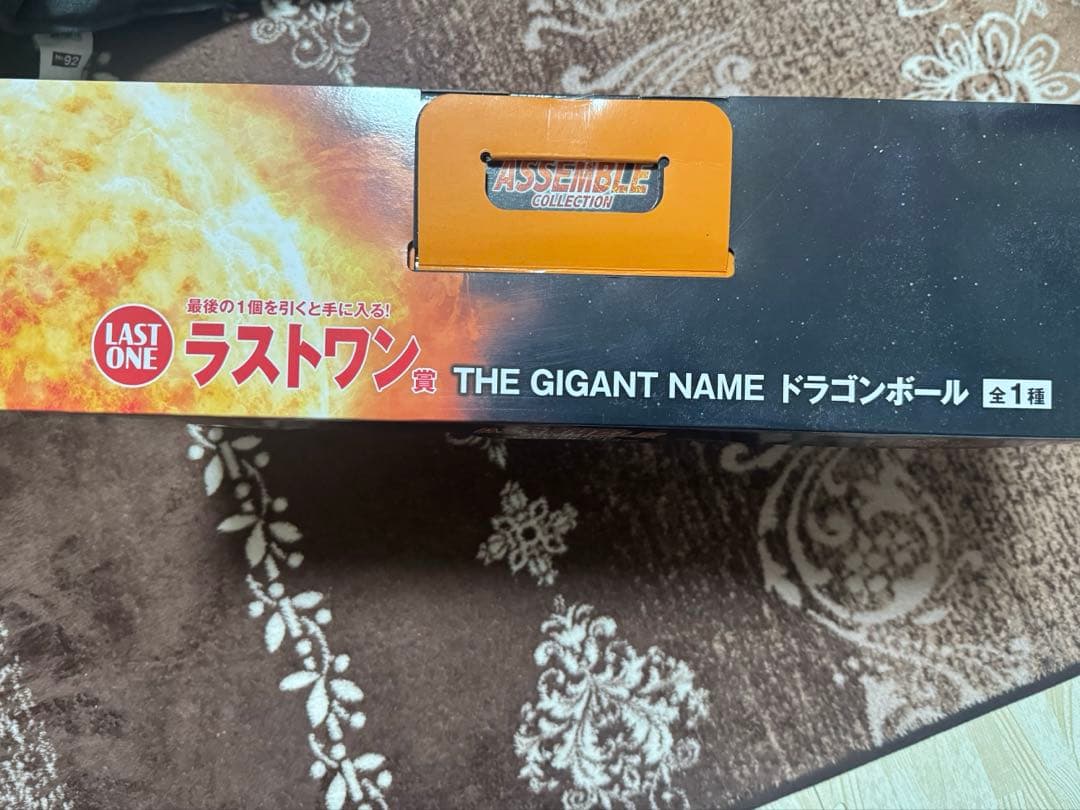 No92
ASSEMBLE
COLLECTION
LAST
ONE
最後の1個を引くと手に入る!
ラストワン賞
THE GIGANT NAME ドラゴンボール 全1種